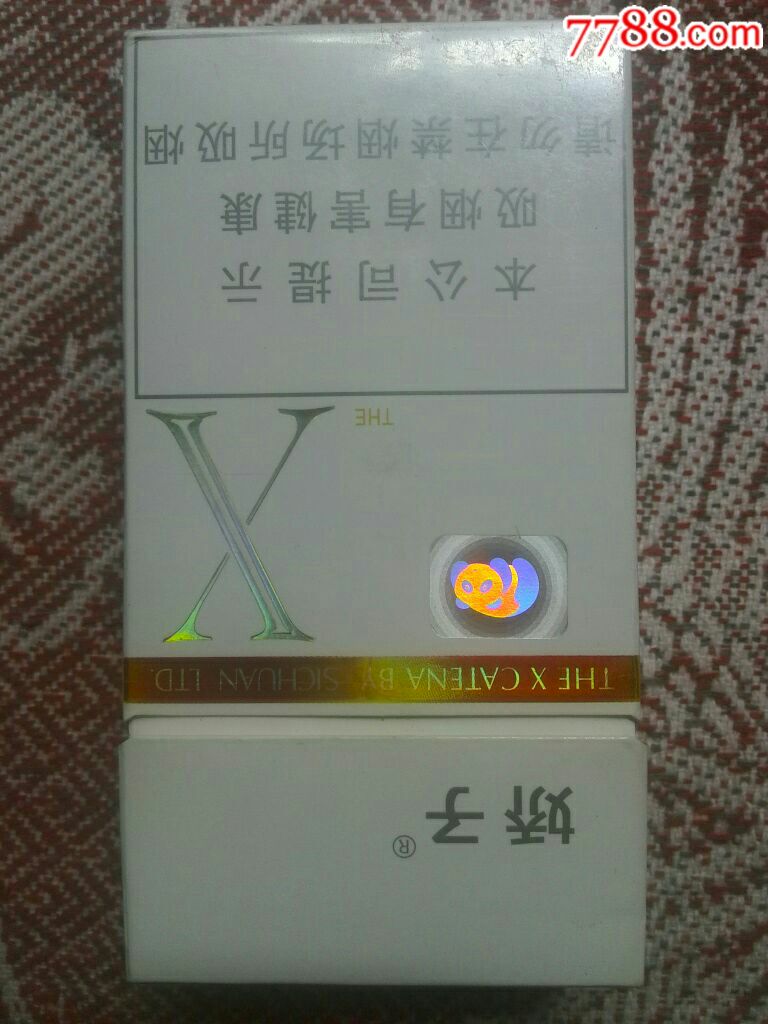 7788.com
娇子®
THE X CATENA BY SICHUAN LTD.
THE
X
本公司提示
吸烟有害健康
请勿在禁烟场所吸烟